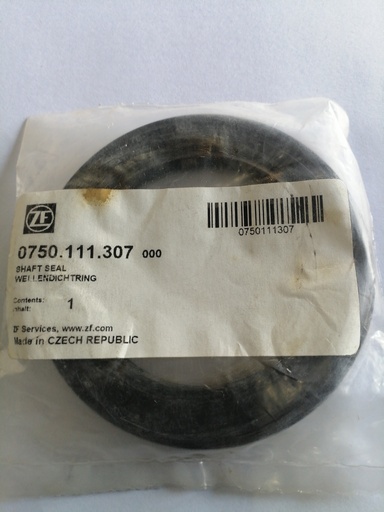 ZF
0750.111.307 000
0750111307
SHAFT SEAL
WELLENDICHTRING
Contents:
Inhalt: 1
ZF Services, www.zf.com
Made in CZECH REPUBLIC